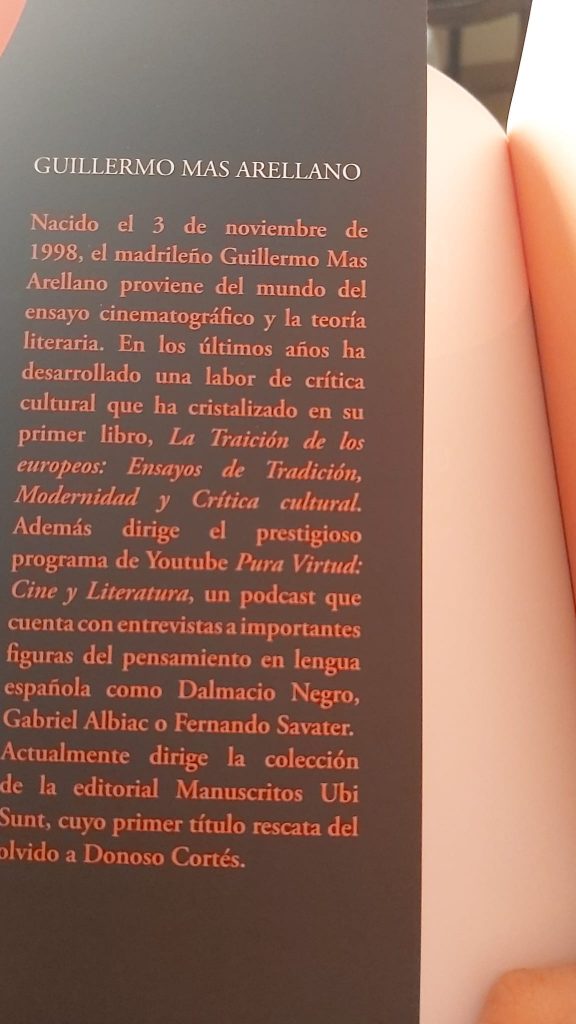 GUILLERMO MAS ARELLANO
Nacido el 3 de noviembre de
1998, el madrileño Guillermo Mas
Arellano proviene del mundo del
ensayo cinematográfico y la teoría
literaria. En los últimos años ha
desarrollado una labor de crítica
cultural que ha cristalizado en su
primer libro, La Traición de los
europeos: Ensayos de Tradición,
Modernidad y Crítica cultural.
Además dirige el prestigioso
programa de Youtube Pura Virtud:
Cine y Literatura, un podcast que
cuenta con entrevistas a importantes
figuras del pensamiento en lengua
española como Dalmacio Negro,
Gabriel Albiac o Fernando Savater.
Actualmente dirige la colección
de la editorial Manuscritos Ubi
Sunt, cuyo primer título rescata del
olvido a Donoso Cortés.